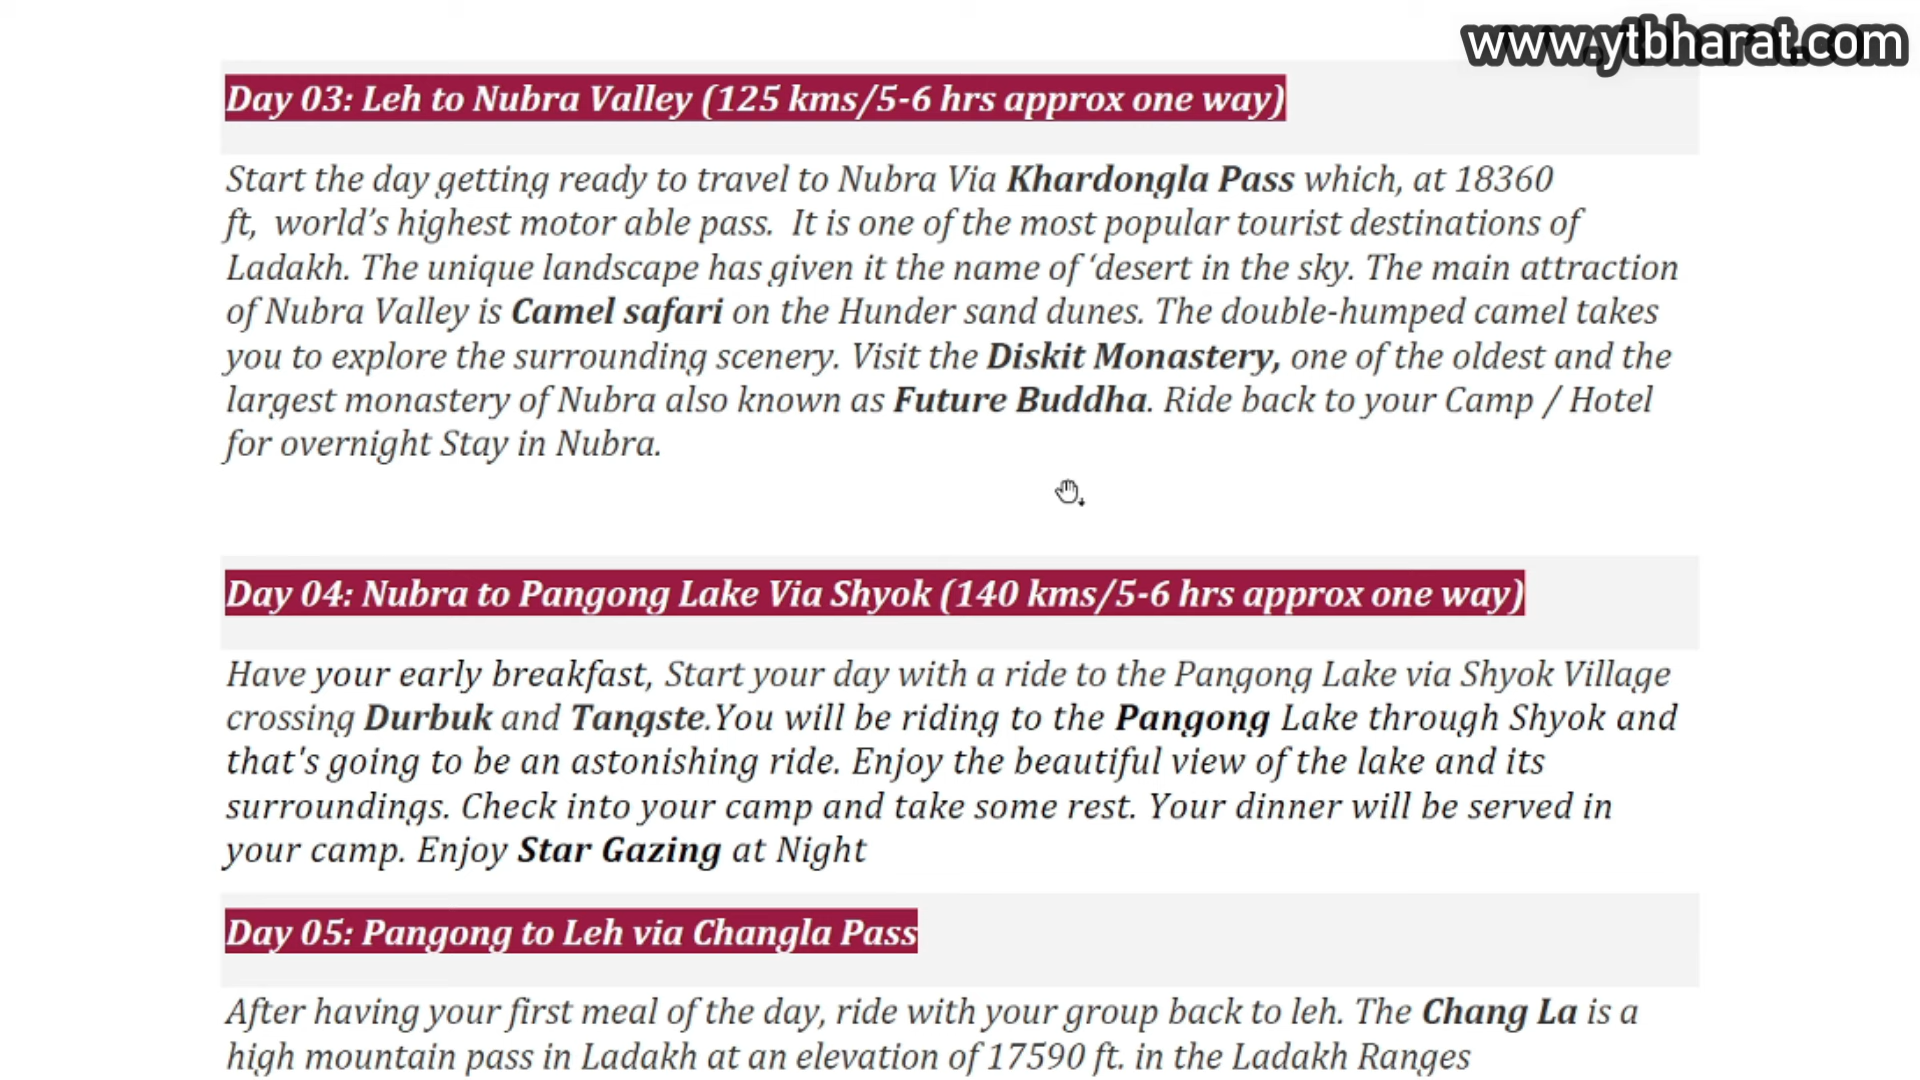 www.ytbharat.com
Day 03: Leh to Nubra Valley (125 kms/5-6 hrs approx one way)
Start the day getting ready to travel to Nubra Via Khardongla Pass which, at 18360
ft,  world’s highest motor able pass.  It is one of the most popular tourist destinations of
Ladakh. The unique landscape has given it the name of ‘desert in the sky. The main attraction
of Nubra Valley is Camel safari on the Hunder sand dunes. The double-humped camel takes
you to explore the surrounding scenery. Visit the Diskit Monastery, one of the oldest and the
largest monastery of Nubra also known as Future Buddha. Ride back to your Camp / Hotel
for overnight Stay in Nubra.
Day 04: Nubra to Pangong Lake Via Shyok (140 kms/5-6 hrs approx one way)
Have your early breakfast, Start your day with a ride to the Pangong Lake via Shyok Village
crossing Durbuk and Tangste.You will be riding to the Pangong Lake through Shyok and
that's going to be an astonishing ride. Enjoy the beautiful view of the lake and its
surroundings. Check into your camp and take some rest. Your dinner will be served in
your camp. Enjoy Star Gazing at Night
Day 05: Pangong to Leh via Changla Pass
After having your first meal of the day, ride with your group back to leh. The Chang La is a
high mountain pass in Ladakh at an elevation of 17590 ft. in the Ladakh Ranges